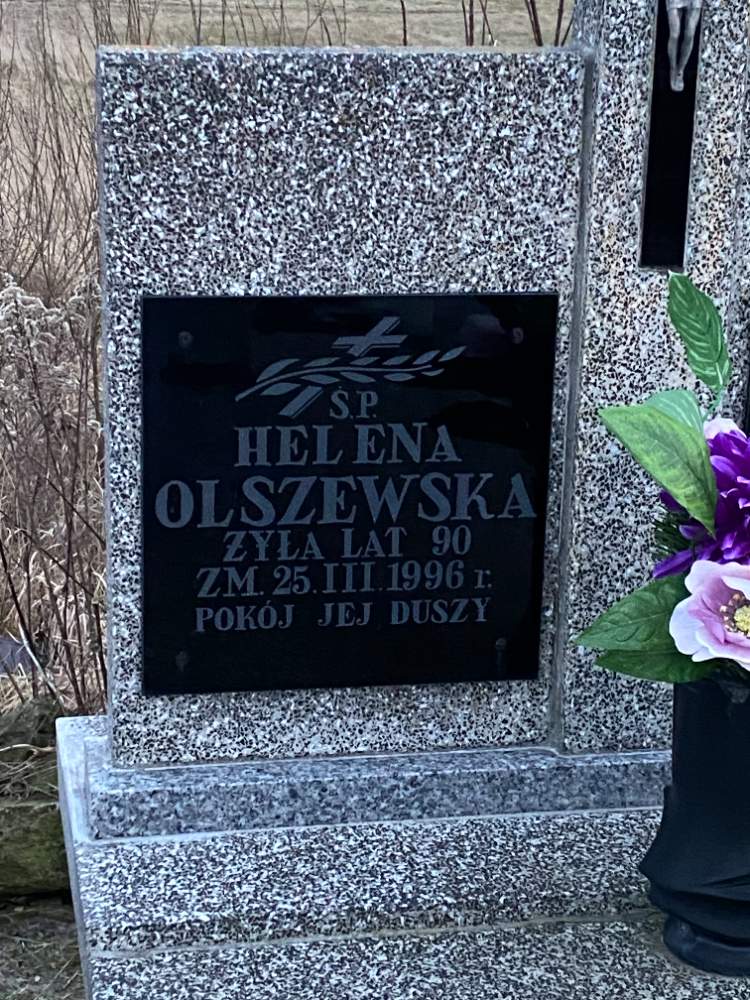 Ś.P.
HELENA
OLSZEWSKA
ŻYŁA LAT 90
ZM. 25.III.1996 r.
POKÓJ JEJ DUSZY